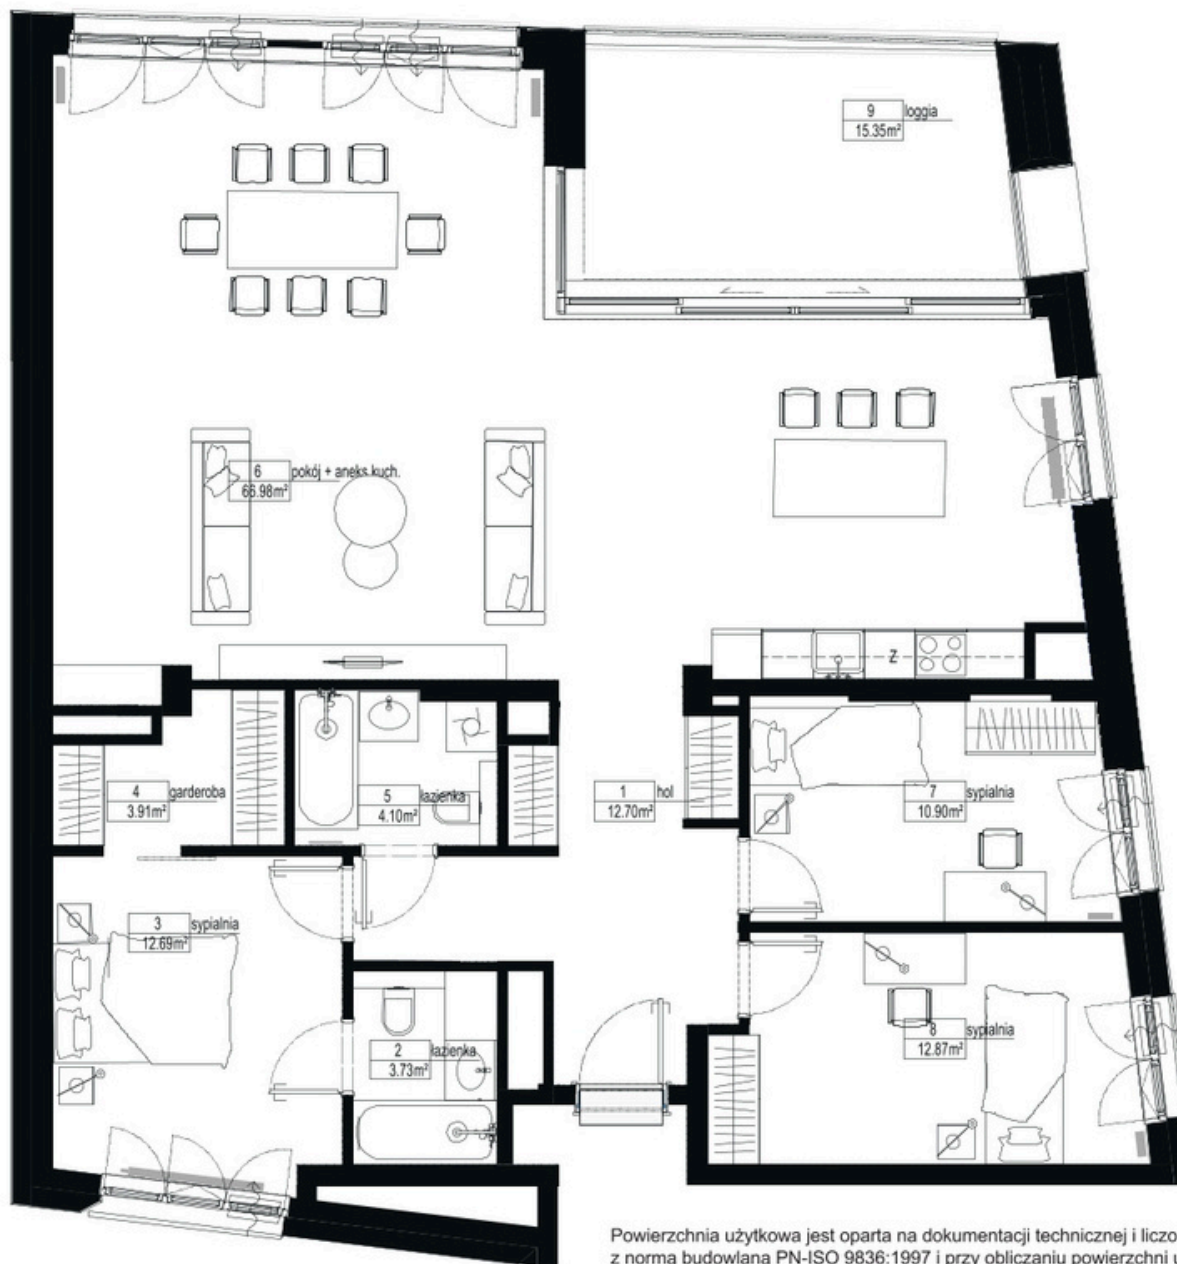 9 loggia
15.35m²
6 pokój + aneks kuch.
66.98m²
Z
4 garderoba
3.91m²
5 łazienka
4.10m²
1 hol
12.70m²
7 sypialnia
10.90m²
3 sypialnia
12.69m²
2 łazienka
3.73m²
8 sypialnia
12.87m²
Powierzchnia użytkowa jest oparta na dokumentacji technicznej i liczo
z normą budowlaną PN-ISO 9836:1997 i przy obliczaniu powierzchni u